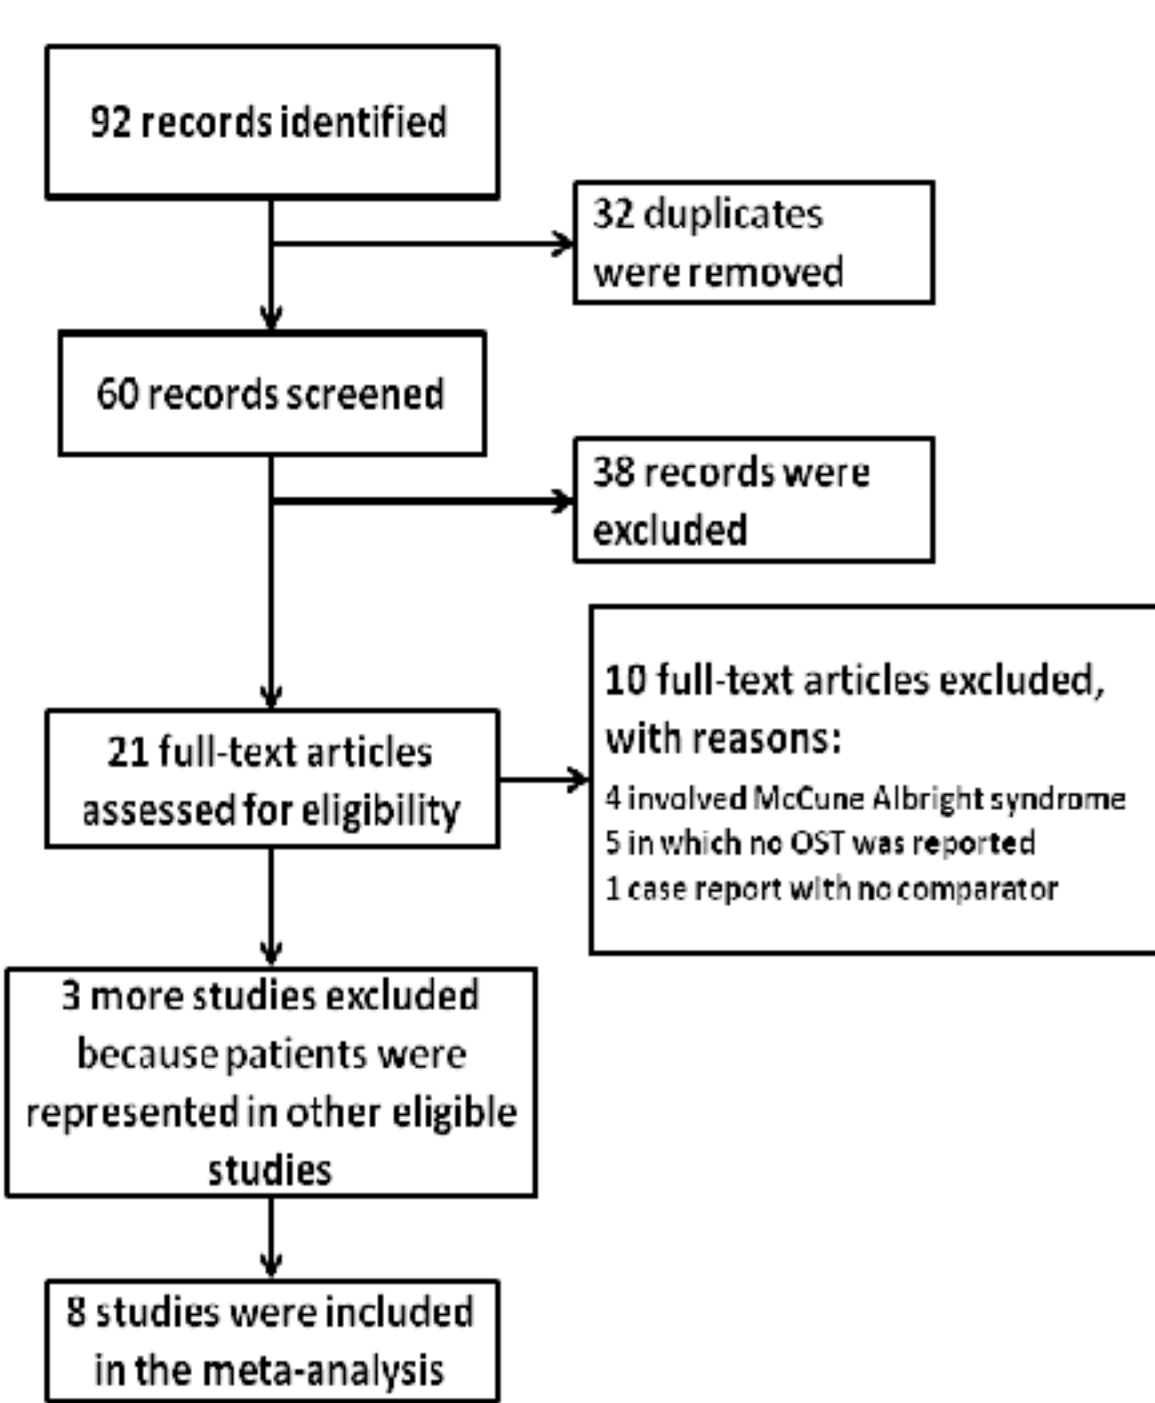 92 records identified
32 duplicates
were removed
60 records screened
38 records were
excluded
21 full-text articles
assessed for eligibility
10 full-text articles excluded,
with reasons:
4 involved McCune Albright syndrome
5 in which no OST was reported
1 case report with no comparator
3 more studies excluded
because patients were
represented in other eligible
studies
8 studies were included
in the meta-analysis